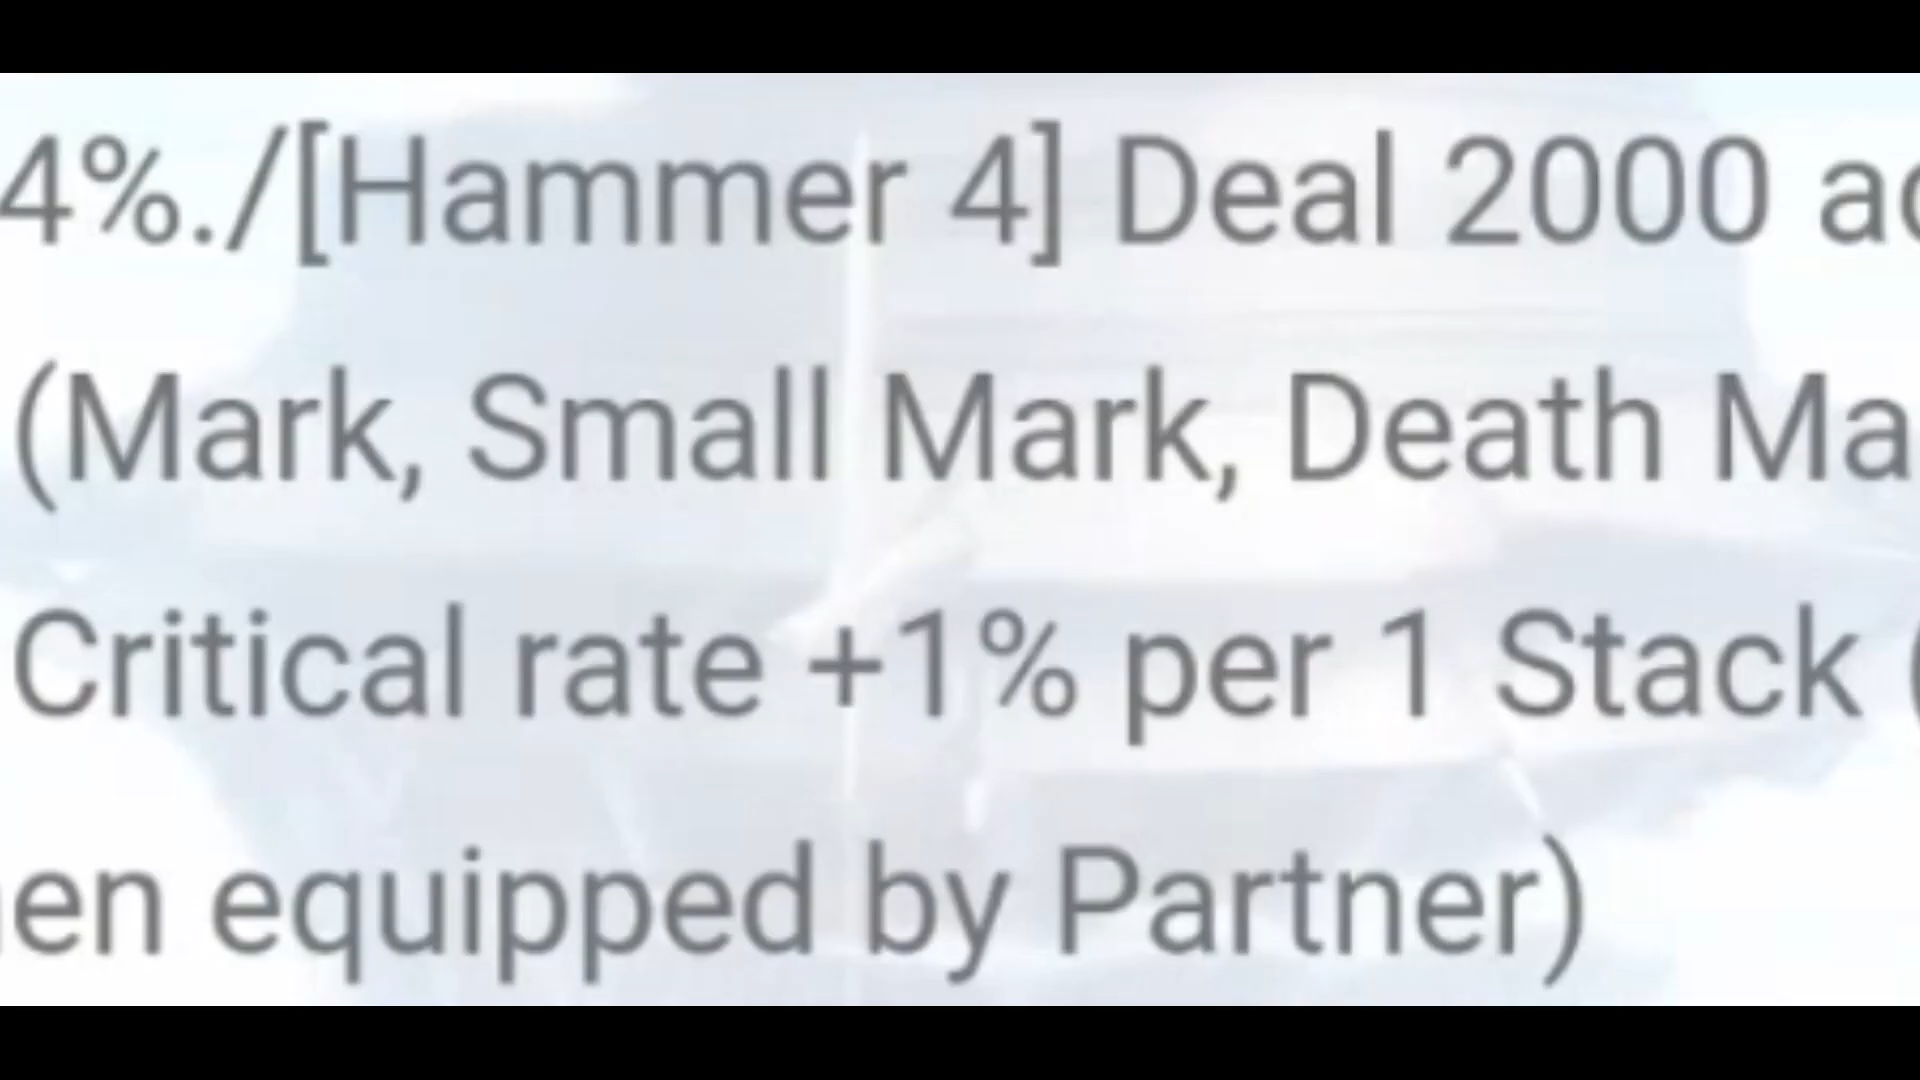 4%./[Hammer 4] Deal 2000
(Mark, Small Mark, Death
Critical rate +1% per 1 Stack (
equipped by Partner)